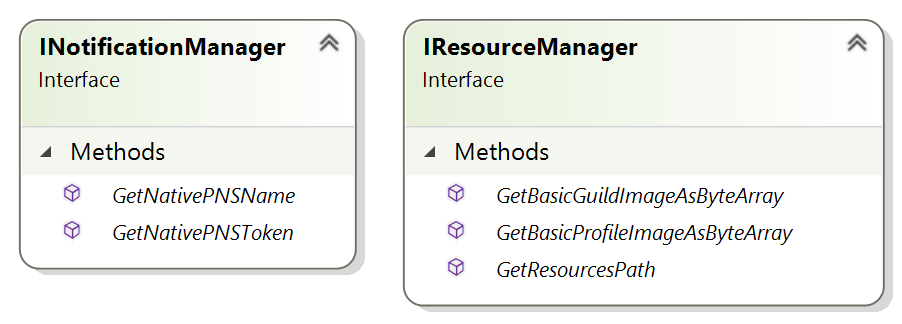 INotificationManager
Interface
Methods
GetNativePNSName
GetNativePNSToken
IResourceManager
Interface
Methods
GetBasicGuildImageAsByteArray
GetBasicProfileImageAsByteArray
GetResourcesPath